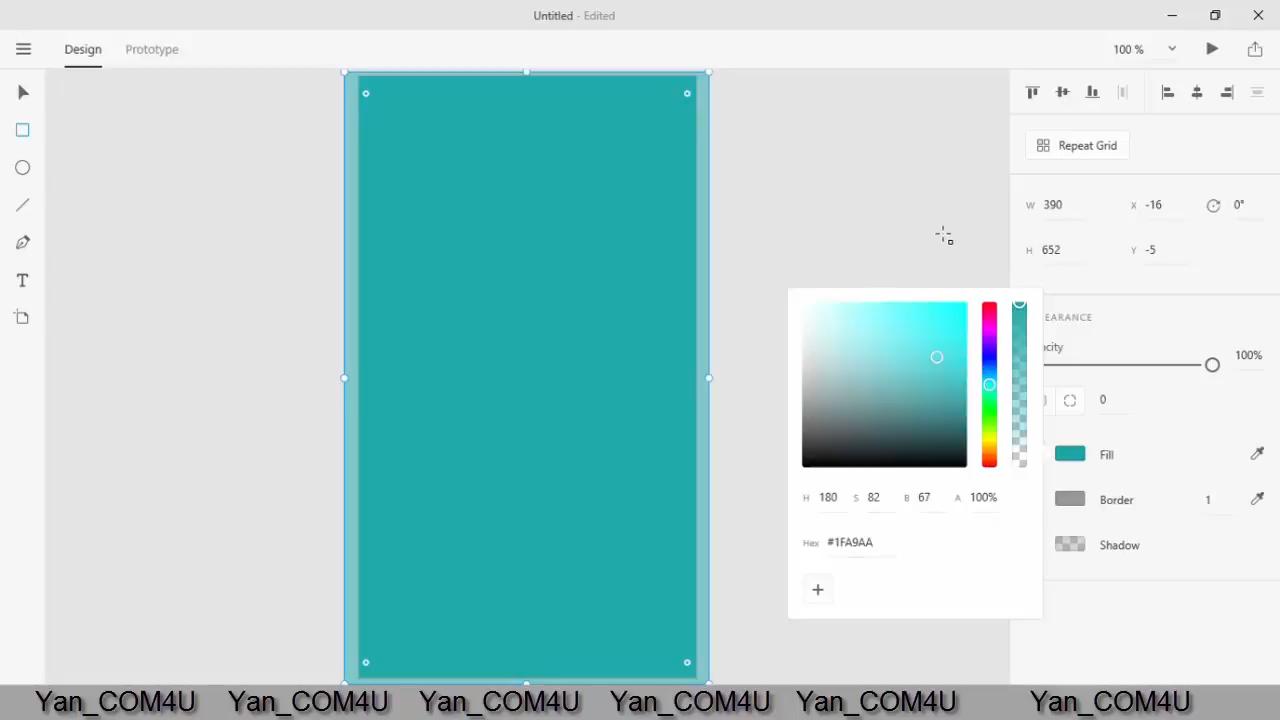 Untitled - Edited
Design Prototype 100 %
Repeat Grid
W 390 X -16 0°
H 652 Y -5
EARANCE
acity 100%
0
Fill
Border 1
Shadow
H 180 S 82 B 67 A 100%
Hex #1FA9AA
Yan_COM4U Yan_COM4U Yan_COM4U Yan_COM4U Yan_COM4U Yan_COM4U